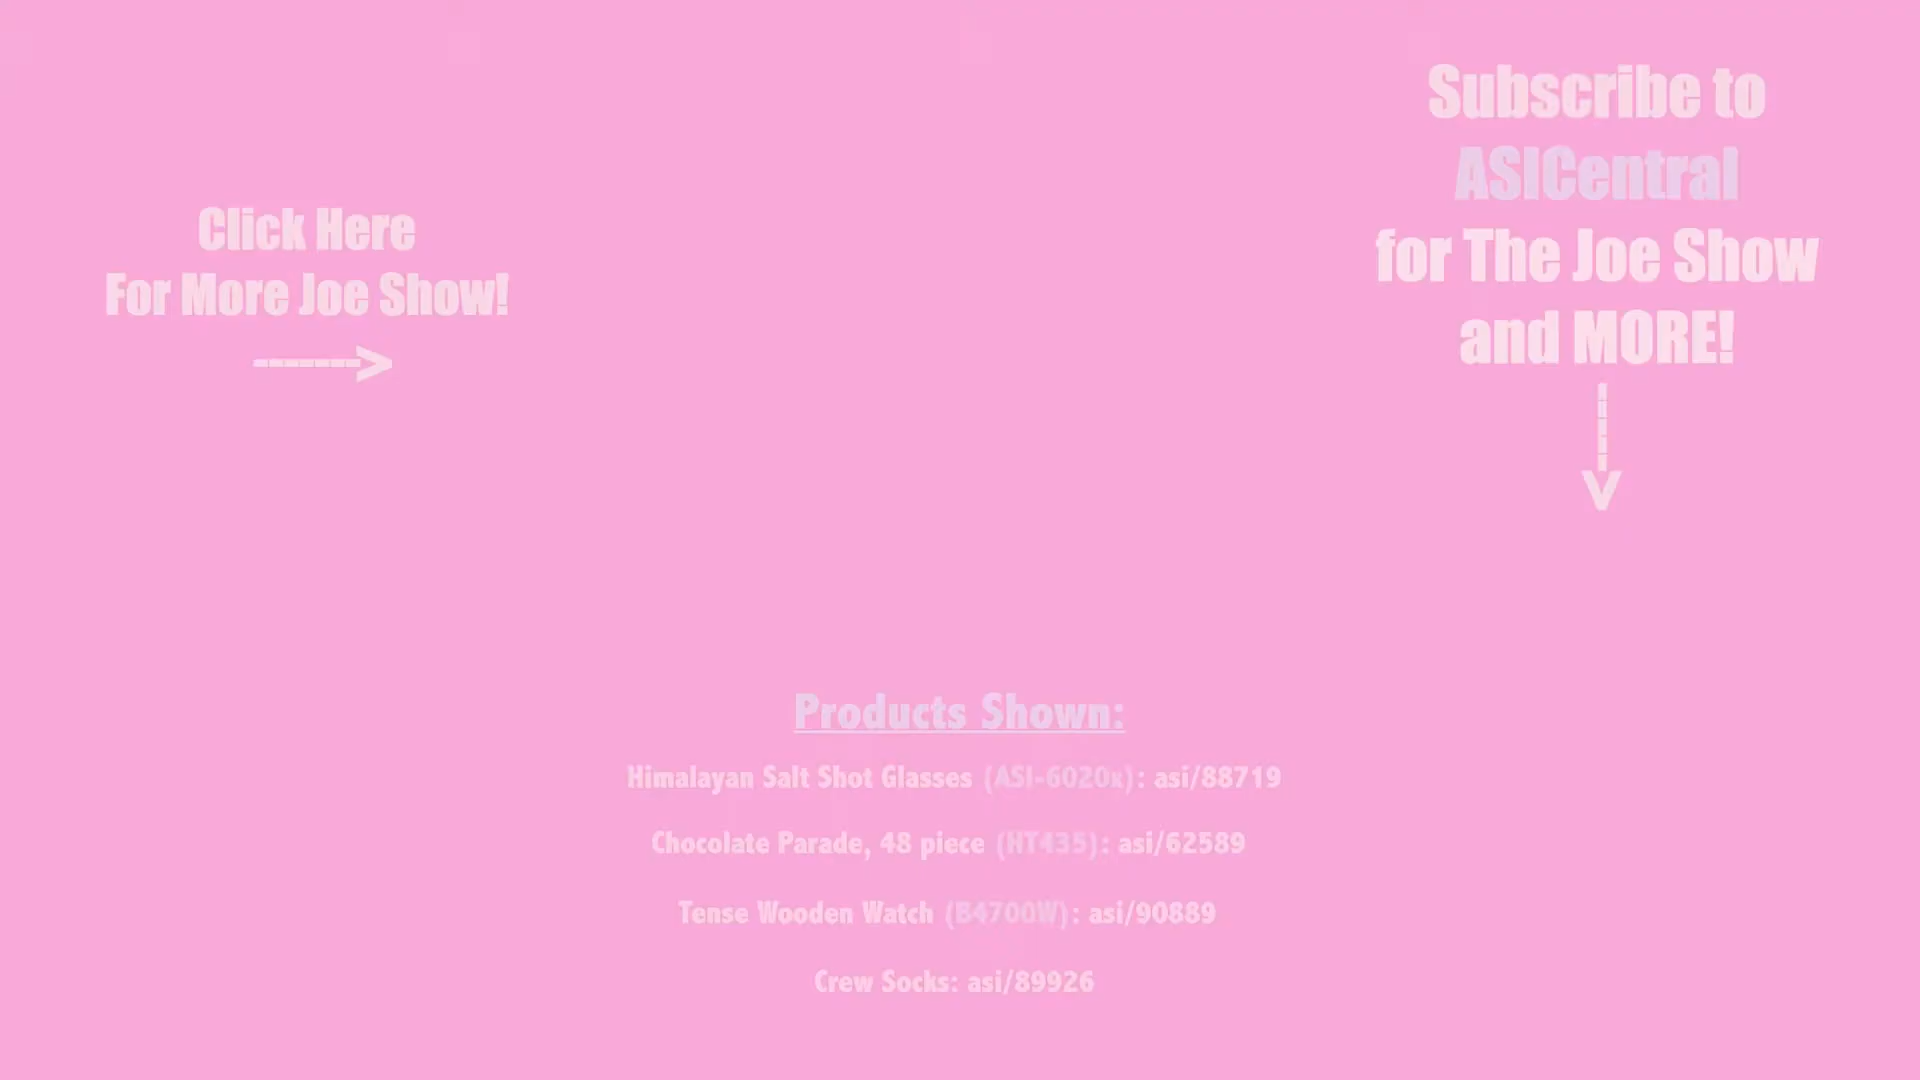 Click Here
For More Joe Show!
------->
Subscribe to
ASICentral
for The Joe Show
and MORE!
----->
Products Shown:
Himalayan Salt Shot Glasses (ASI-6020x): asi/88719
Chocolate Parade, 48 piece (HT435): asi/62589
Tense Wooden Watch (B4700W): asi/90889
Crew Socks: asi/89926